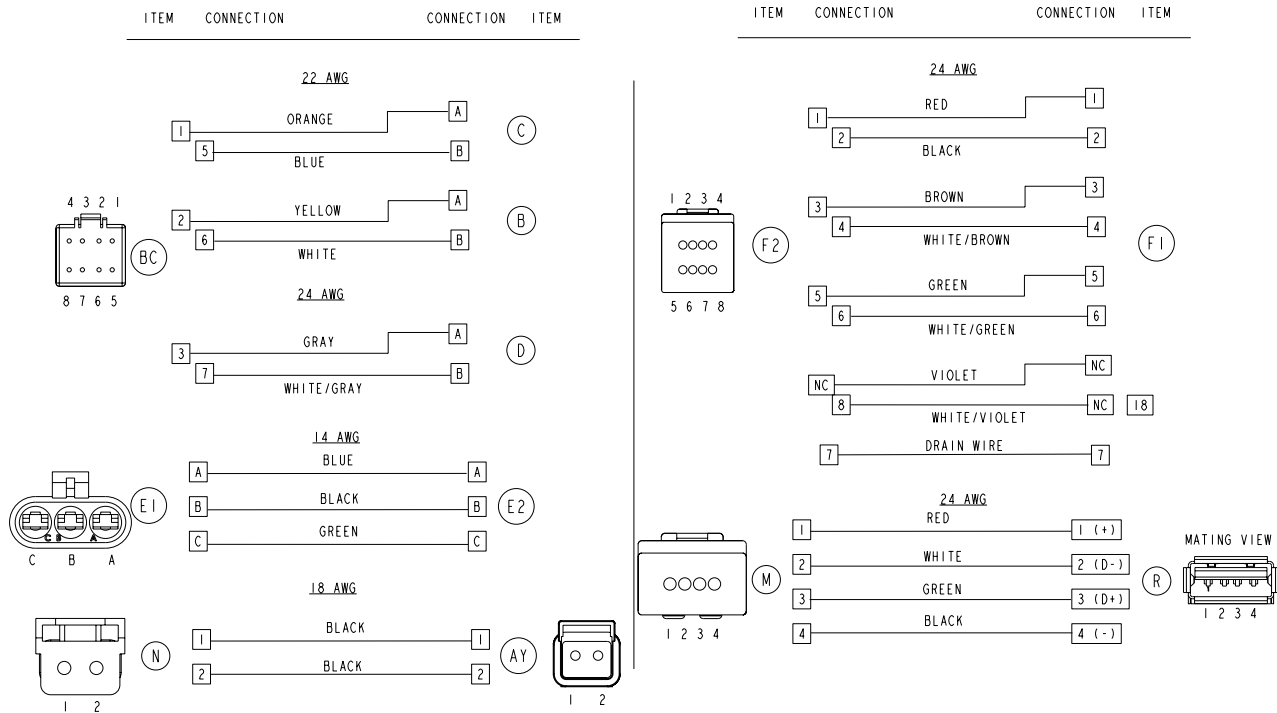 ITEM CONNECTION CONNECTION ITEM
22 AWG
1 ORANGE A
5 BLUE B
C
2 YELLOW A
6 WHITE B
B
4 3 2 1
BC
8 7 6 5
24 AWG
3 GRAY A
7 WHITE/GRAY B
D
14 AWG
A BLUE A
B BLACK B
C GREEN C
E1
E2
C B A
C B A
18 AWG
1 BLACK 1
2 BLACK 2
N
AY
1 2
1 2
ITEM CONNECTION CONNECTION ITEM
24 AWG
1 RED 1
2 BLACK 2
3 BROWN 3
4 WHITE/BROWN 4
1 2 3 4
F2
F1
5 6 7 8
5 GREEN 5
6 WHITE/GREEN 6
NC VIOLET NC
8 WHITE/VIOLET NC 18
7 DRAIN WIRE 7
24 AWG
1 RED 1 (+)
2 WHITE 2 (D-)
3 GREEN 3 (D+)
4 BLACK 4 (-)
M
R
1 2 3 4
MATING VIEW
1 2 3 4